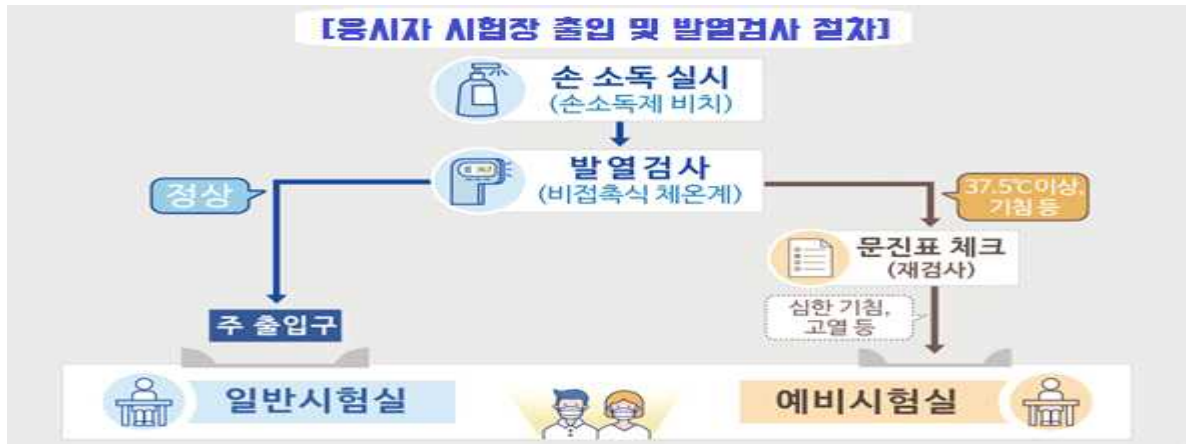 [응시자 시험장 출입 및 발열검사 절차]
손 소독 실시
(손소독제 비치)
발열검사
(비접촉식 체온계)
정상
37.5℃이상,
기침 등
문진표 체크
(재검사)
심한 기침,
고열 등
주 출입구
일반시험실
예비시험실